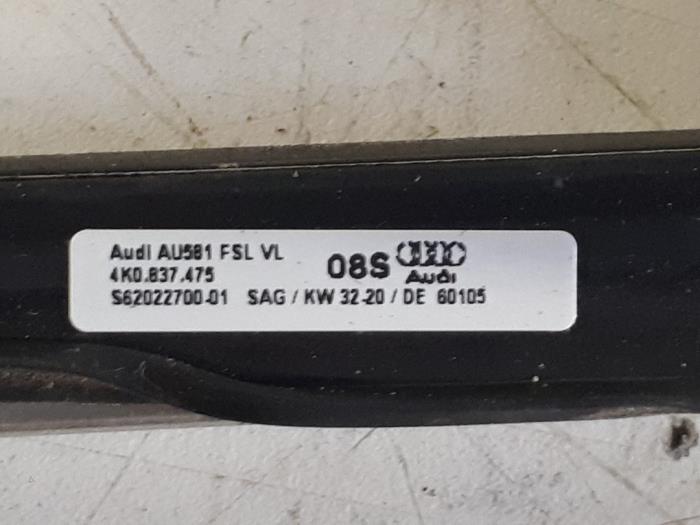 Audi AU581 FSL VL
4K0.837.475
08S
Audi
S62022700-01 SAG / KW 32-20 / DE 60105